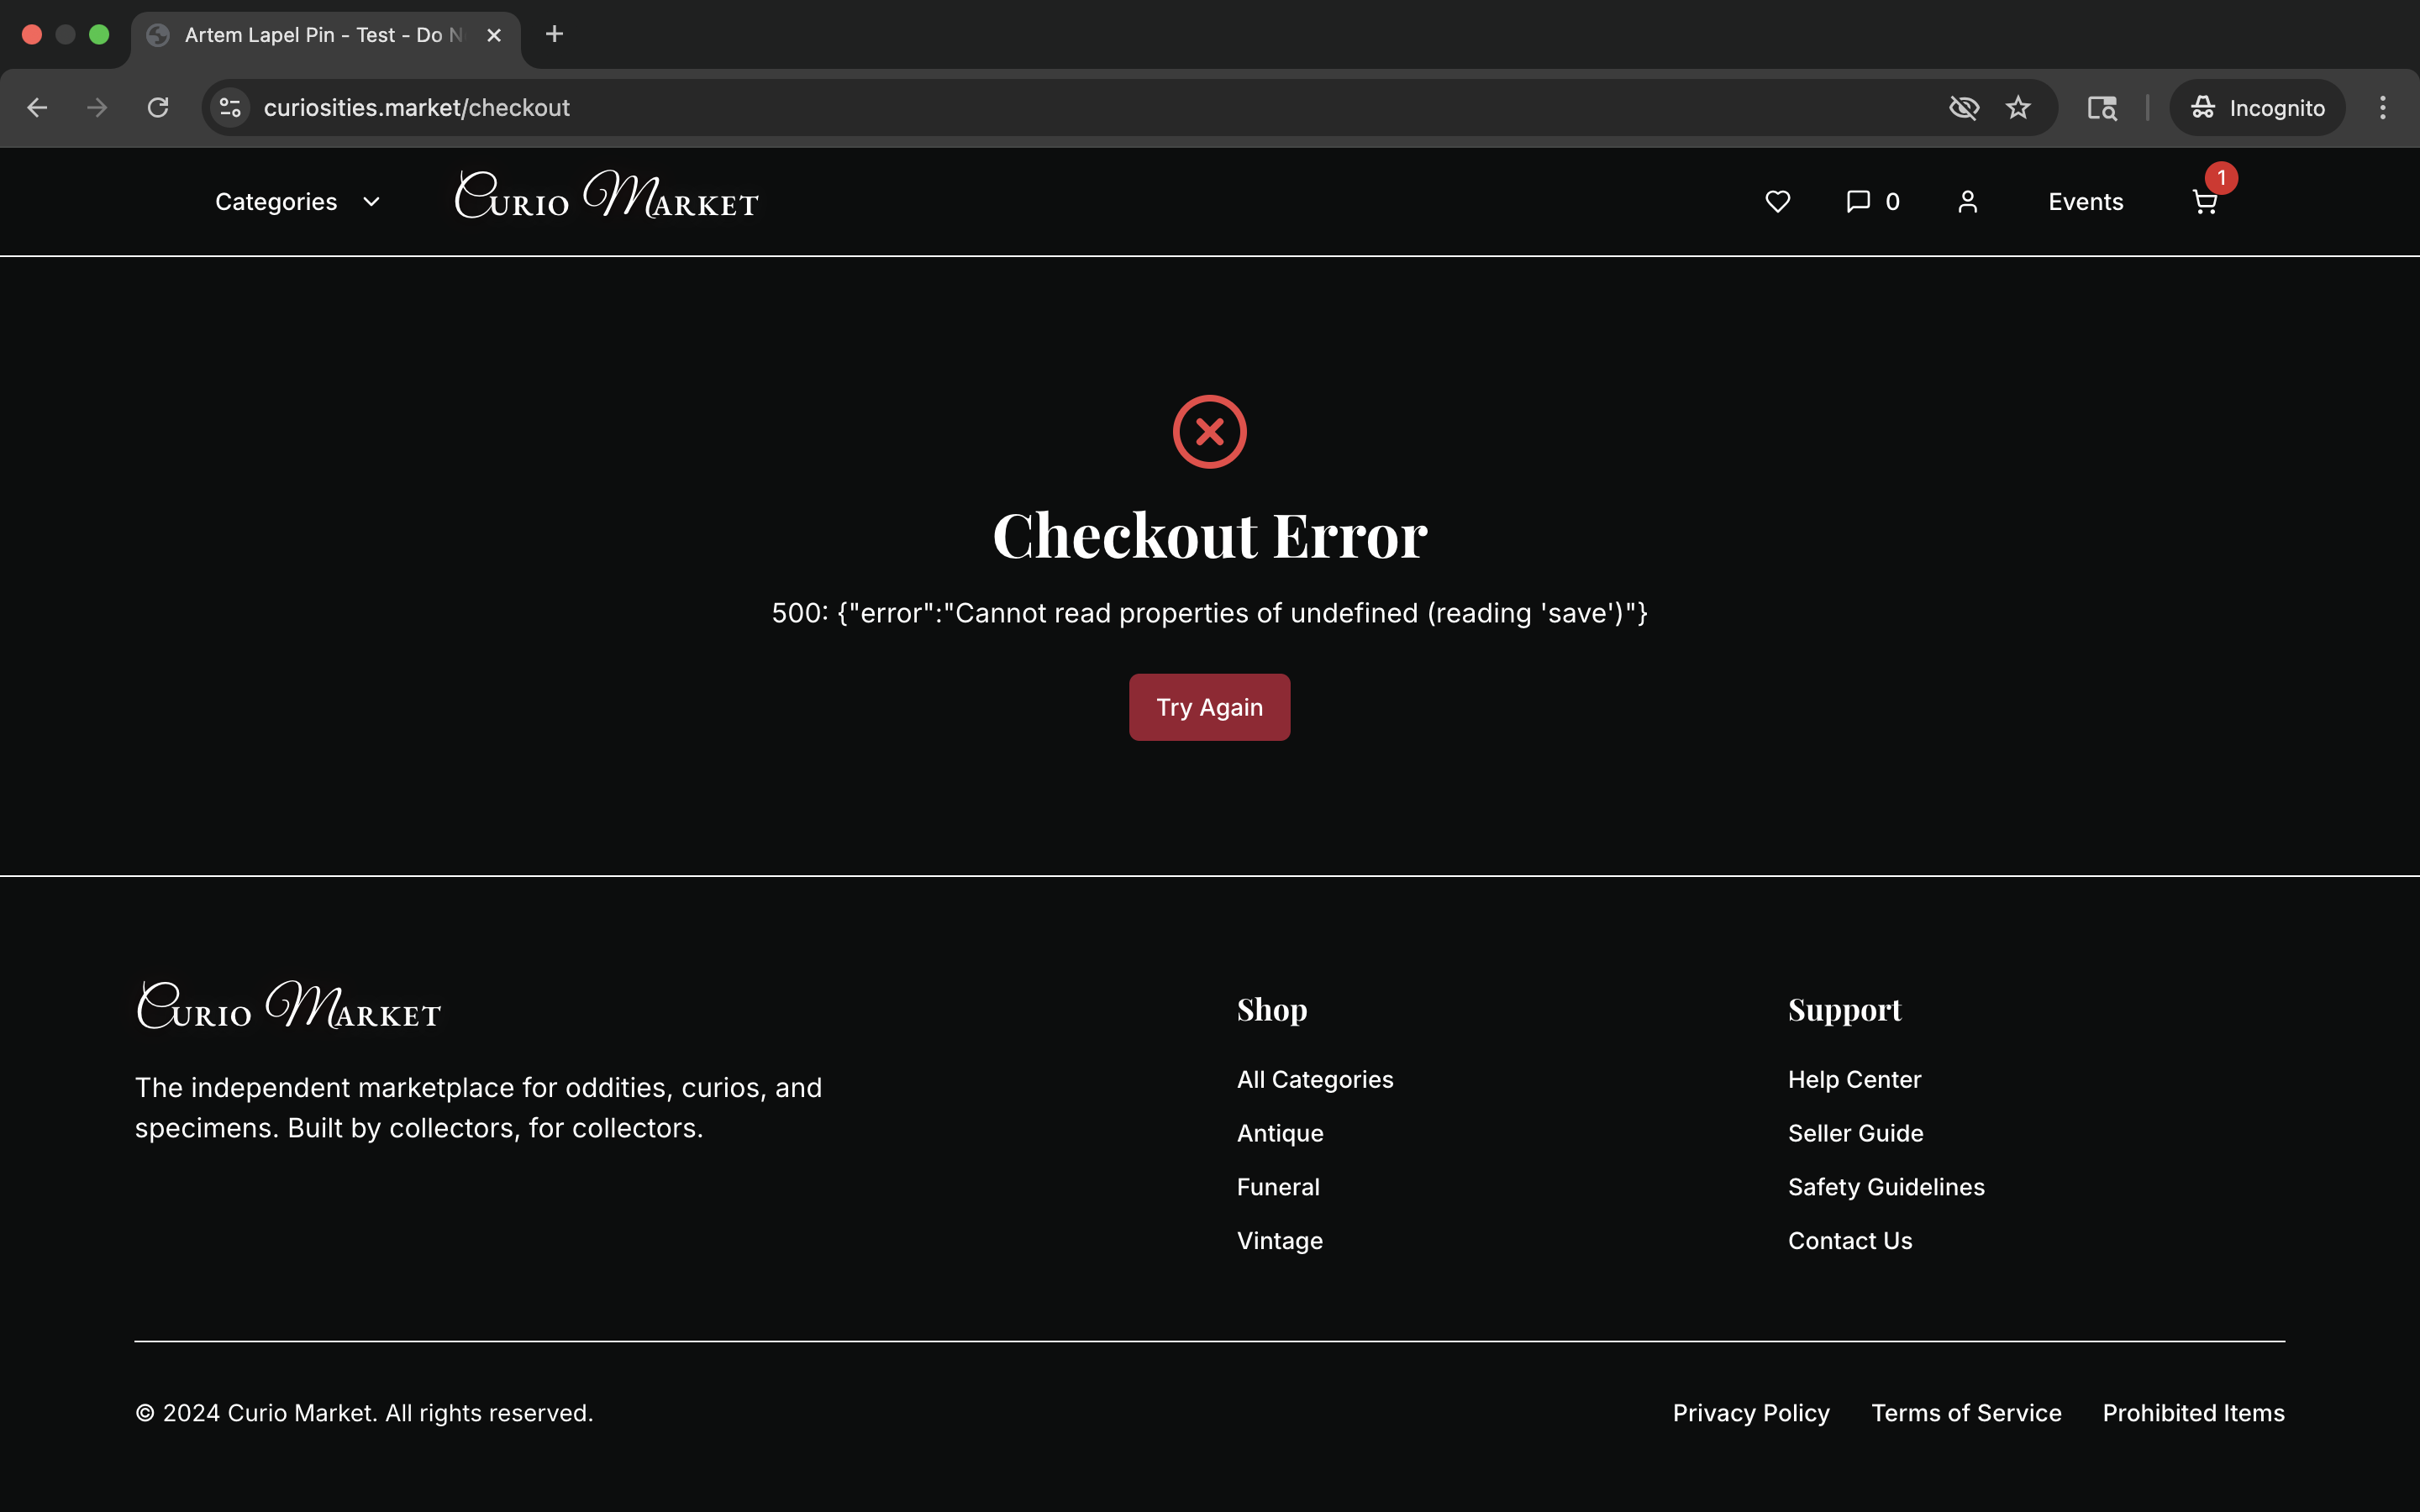 Artem Lapel Pin - Test - Do N
curiosities.market/checkout
Incognito
Categories
Curio Market
0
Events
1
Checkout Error
500: {"error":"Cannot read properties of undefined (reading 'save')"}
Try Again
Curio Market
The independent marketplace for oddities, curios, and
specimens. Built by collectors, for collectors.
Shop
All Categories
Antique
Funeral
Vintage
Support
Help Center
Seller Guide
Safety Guidelines
Contact Us
© 2024 Curio Market. All rights reserved.
Privacy Policy
Terms of Service
Prohibited Items